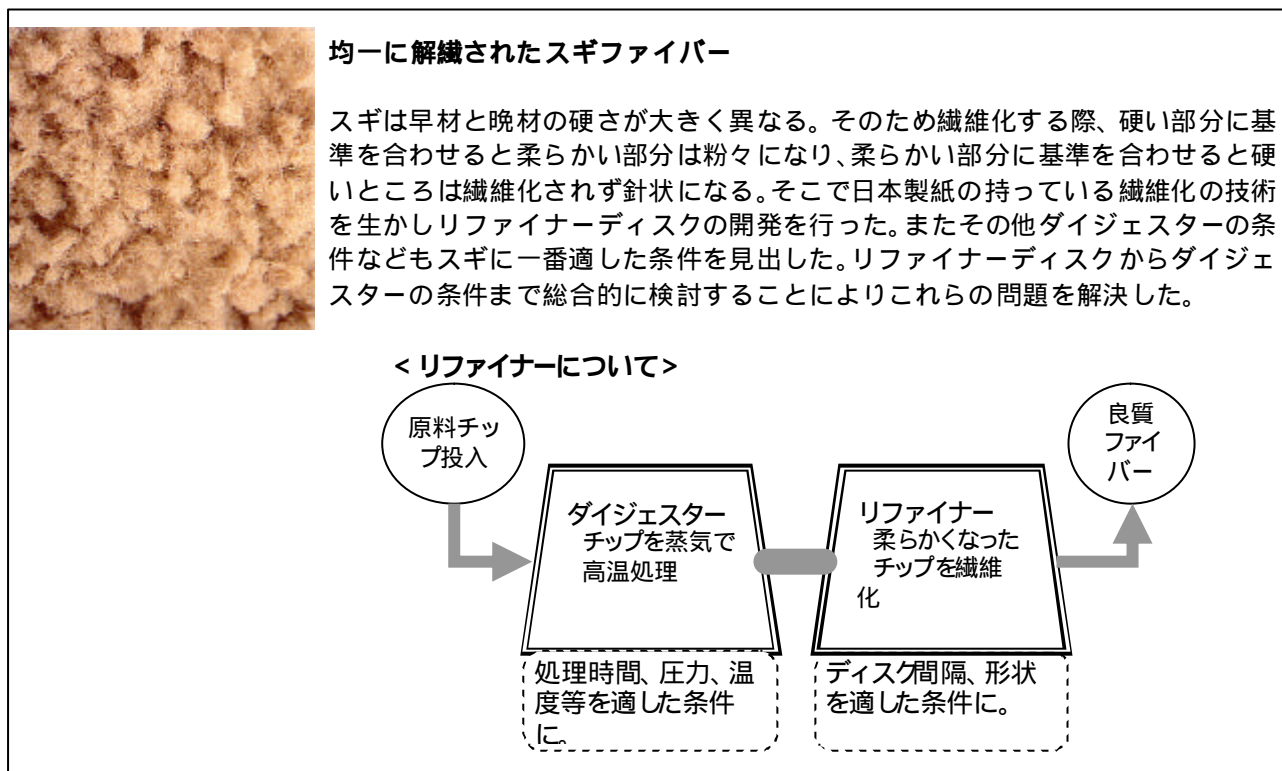 均一に解繊されたスギファイバー
スギは早材と晩材の硬さが大きく異なる。そのため繊維化する際、硬い部分に基
準を合わせると柔らかい部分は粉々になり、柔らかい部分に基準を合わせると硬
いところは繊維化されず針状になる。そこで日本製紙の持っている繊維化の技術
を生かしリファイナーディスクの開発を行った。またその他ダイジェスターの条
件などもスギに一番適した条件を見出した。リファイナーディスクからダイジェ
スターの条件まで総合的に検討することによりこれらの問題を解決した。
<リファイナーについて>
原料チッ
プ投入
ダイジェスター
チップを蒸気で
高温処理
処理時間、圧力、温
度等を適した条件
に。
リファイナー
柔らかくなった
チップを繊維
化
ディスク間隔、形状
を適した条件に。
良質
ファイ
バー